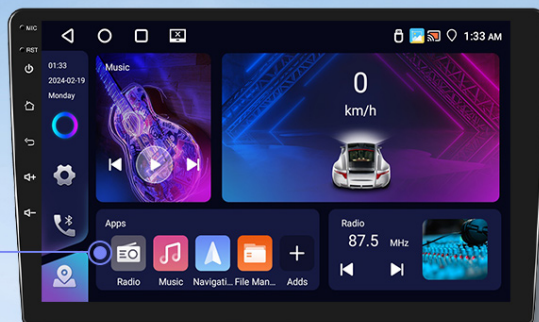 MIC
RST
1:33 AM
01:33
2024-02-19
Monday
Music
0
km/h
Apps
Radio
Music
Navigati...
File Man...
Adds
Radio
87.5 MHz